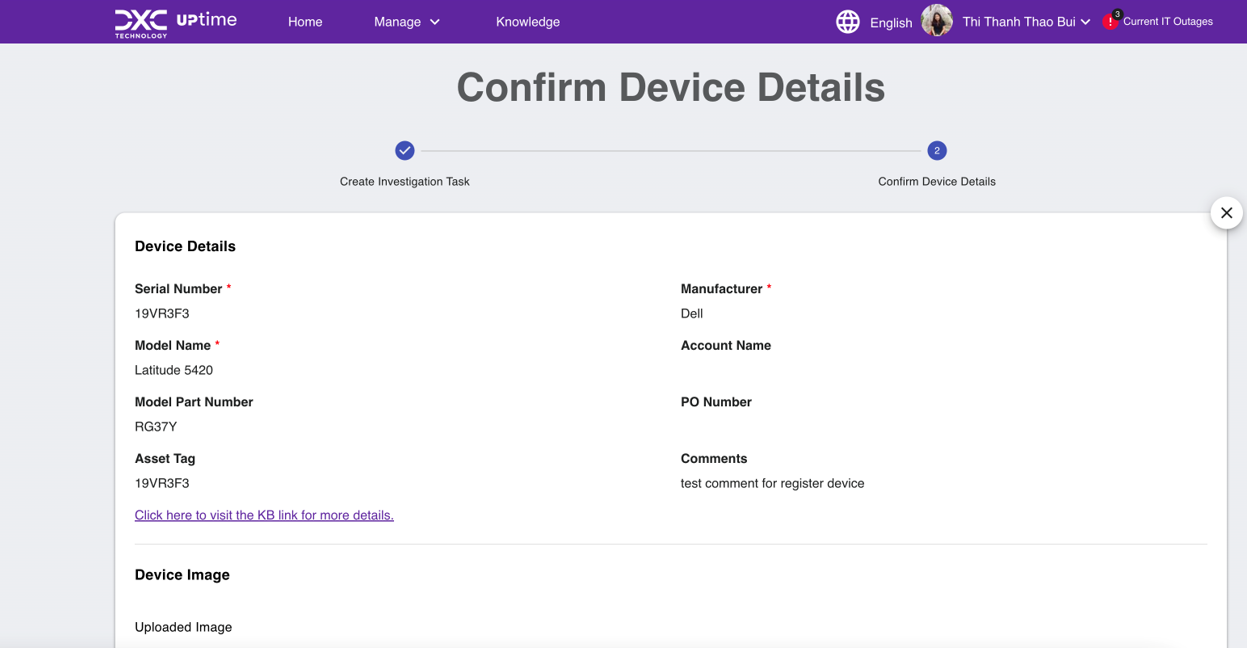 DXC TECHNOLOGY UPtime Home Manage Knowledge English Thi Thanh Thao Bui ! 3 Current IT Outages
Confirm Device Details
2
Create Investigation Task Confirm Device Details
Device Details
Serial Number * Manufacturer *
19VR3F3 Dell
Model Name * Account Name
Latitude 5420
Model Part Number PO Number
RG37Y
Asset Tag Comments
19VR3F3 test comment for register device
Click here to visit the KB link for more details.
Device Image
Uploaded Image